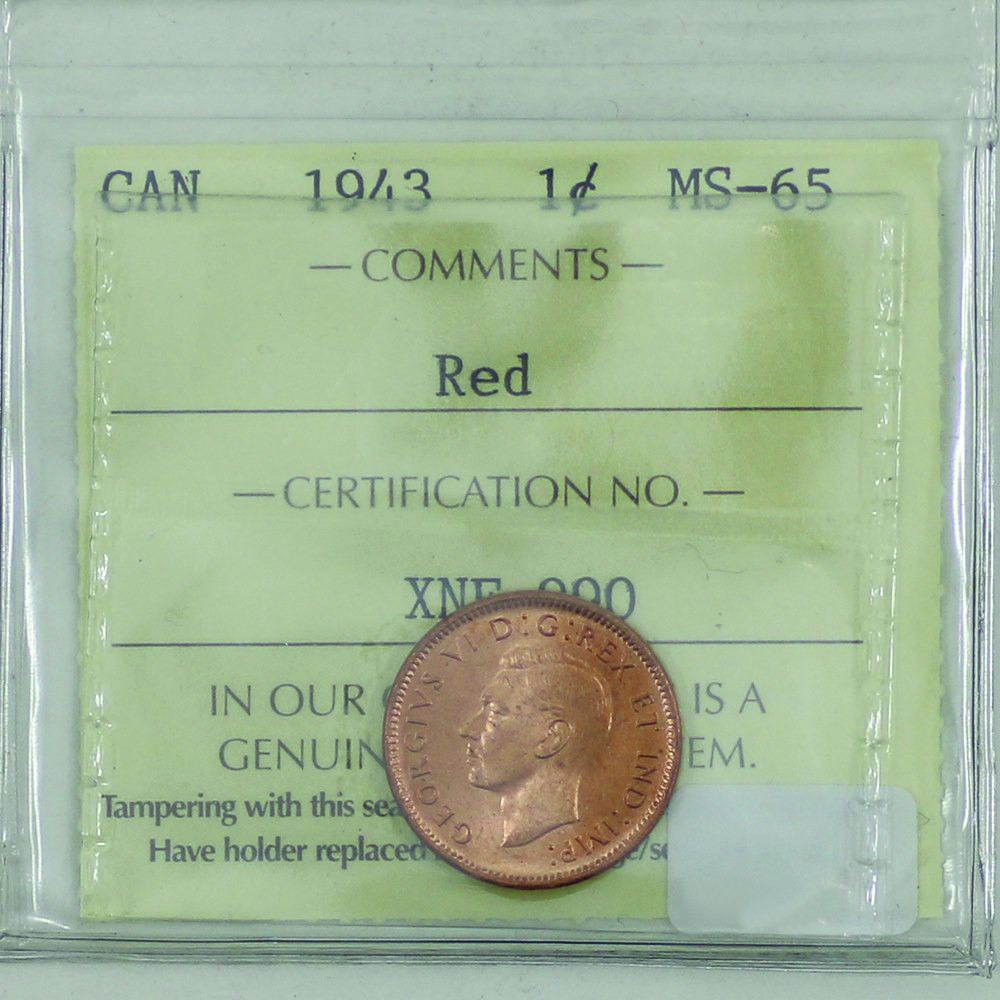 CAN 1943 1¢ MS-65
— COMMENTS —
Red
— CERTIFICATION NO. —
IN OUR IS A
GENUIN EM.
Tampering with this sea
Have holder replaced
GEORGIVS VI D:G:REX ET IND:IMP: